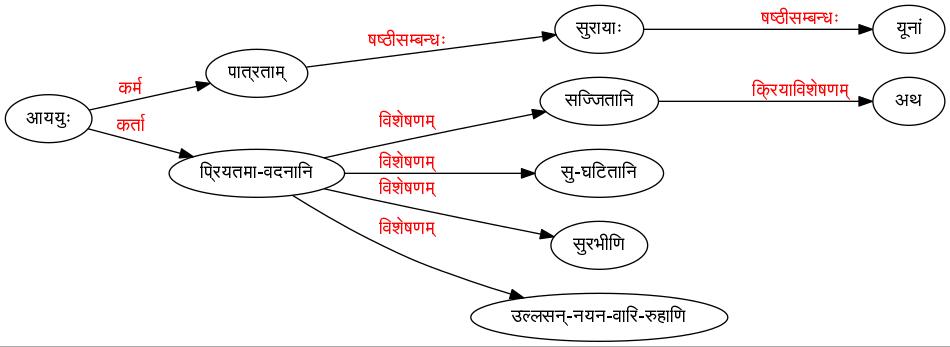 षष्ठीसम्बन्धः
सुरायाः
यूनां
षष्ठीसम्बन्धः
पात्रताम्
कर्म
क्रियाविशेषणम्
सज्जितानि
अथ
आययुः
कर्ता
विशेषणम्
विशेषणम्
प्रियतमा-वदनानि
सु-घटितानि
विशेषणम्
विशेषणम्
सुरभीणि
उल्लसन्-नयन-वारि-रुहाणि